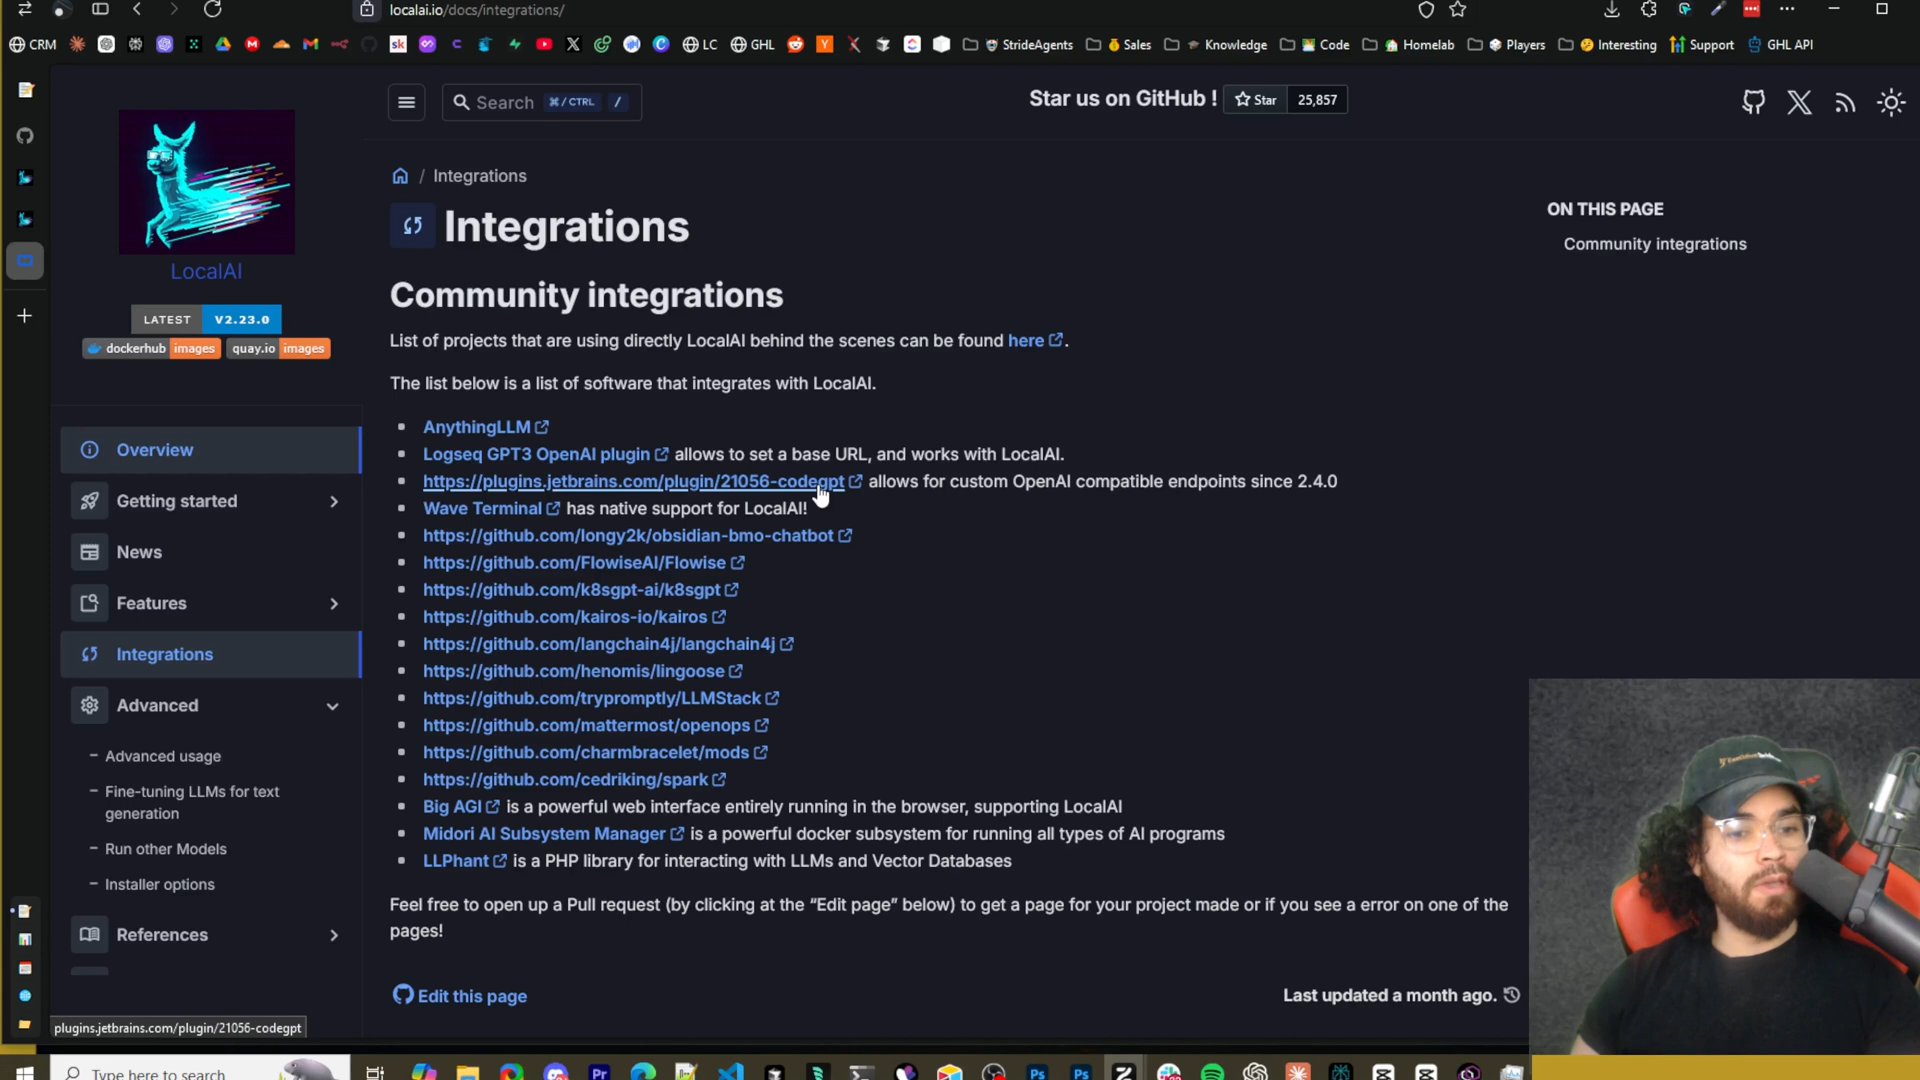 localai.io/docs/integrations/
CRM
sk
LC
GHL
StrideAgents
Sales
Knowledge
Code
Homelab
Players
Interesting
Support
GHL API
Search ⌘/CTRL /
Star us on GitHub !
Star 25,857
LocalAI
LATEST V2.23.0
dockerhub images
quay.io images
/ Integrations
Integrations
ON THIS PAGE
Community integrations
Community integrations
List of projects that are using directly LocalAI behind the scenes can be found here.
The list below is a list of software that integrates with LocalAI.
AnythingLLM
Logseq GPT3 OpenAI plugin allows to set a base URL, and works with LocalAI.
https://plugins.jetbrains.com/plugin/21056-codegpt allows for custom OpenAI compatible endpoints since 2.4.0
Wave Terminal has native support for LocalAI!
https://github.com/longy2k/obsidian-bmo-chatbot
https://github.com/FlowiseAI/Flowise
https://github.com/k8sgpt-ai/k8sgpt
https://github.com/kairos-io/kairos
https://github.com/langchain4j/langchain4j
https://github.com/henomis/lingoose
https://github.com/trypromptly/LLMStack
https://github.com/mattermost/openops
https://github.com/charmbracelet/mods
https://github.com/cedriking/spark
Big AGI is a powerful web interface entirely running in the browser, supporting LocalAI
Midori AI Subsystem Manager is a powerful docker subsystem for running all types of AI programs
LLPhant is a PHP library for interacting with LLMs and Vector Databases
Feel free to open up a Pull request (by clicking at the “Edit page” below) to get a page for your project made or if you see a error on one of the
pages!
Edit this page
Last updated a month ago.
Overview
Getting started
News
Features
Integrations
Advanced
– Advanced usage
– Fine-tuning LLMs for text
generation
– Run other Models
– Installer options
References
plugins.jetbrains.com/plugin/21056-codegpt
Type here to search
Pr
Ps
Ps